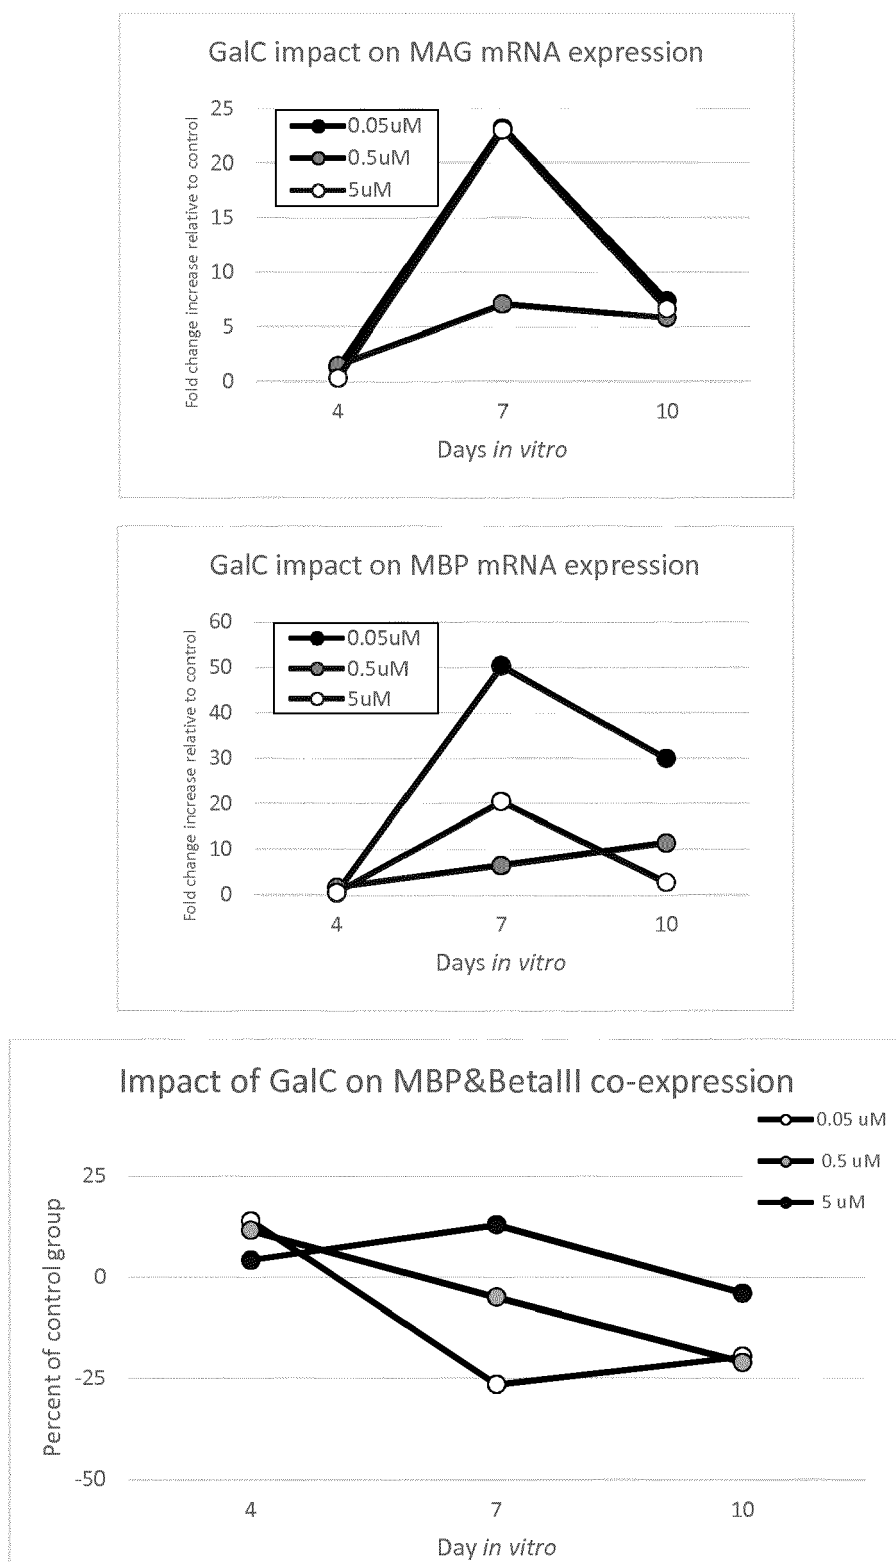 GalC impact on MAG mRNA expression
25
20
15
10
5
0
0.05uM
0.5uM
5uM
Fold change increase relative to control
4 7 10
Days in vitro
GalC impact on MBP mRNA expression
60
50
40
30
20
10
0
0.05uM
0.5uM
5uM
Fold change increase relative to control
4 7 10
Days in vitro
Impact of GalC on MBP&BetaIII co-expression
0.05 uM
0.5 uM
5 uM
25
0
-25
-50
Percent of control group
4 7 10
Day in vitro